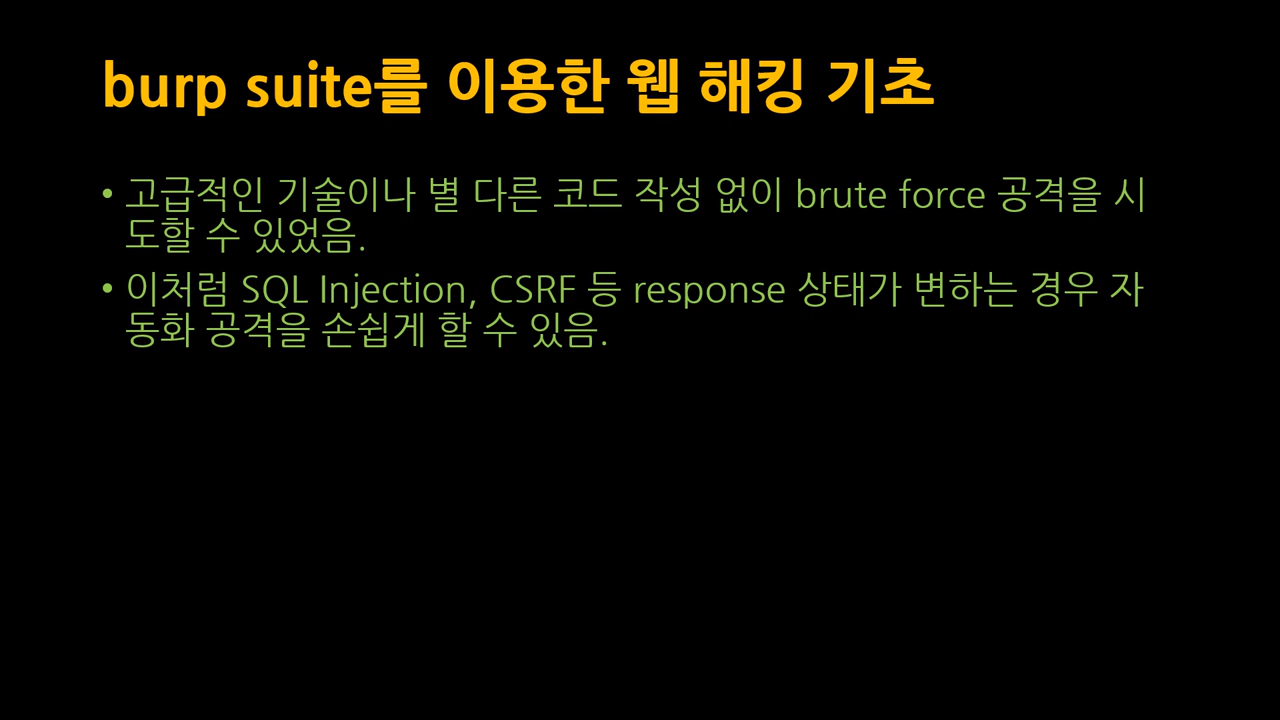 burp suite를 이용한 웹 해킹 기초
• 고급적인 기술이나 별 다른 코드 작성 없이 brute force 공격을 시
도할 수 있었음.
• 이처럼 SQL Injection, CSRF 등 response 상태가 변하는 경우 자
동화 공격을 손쉽게 할 수 있음.